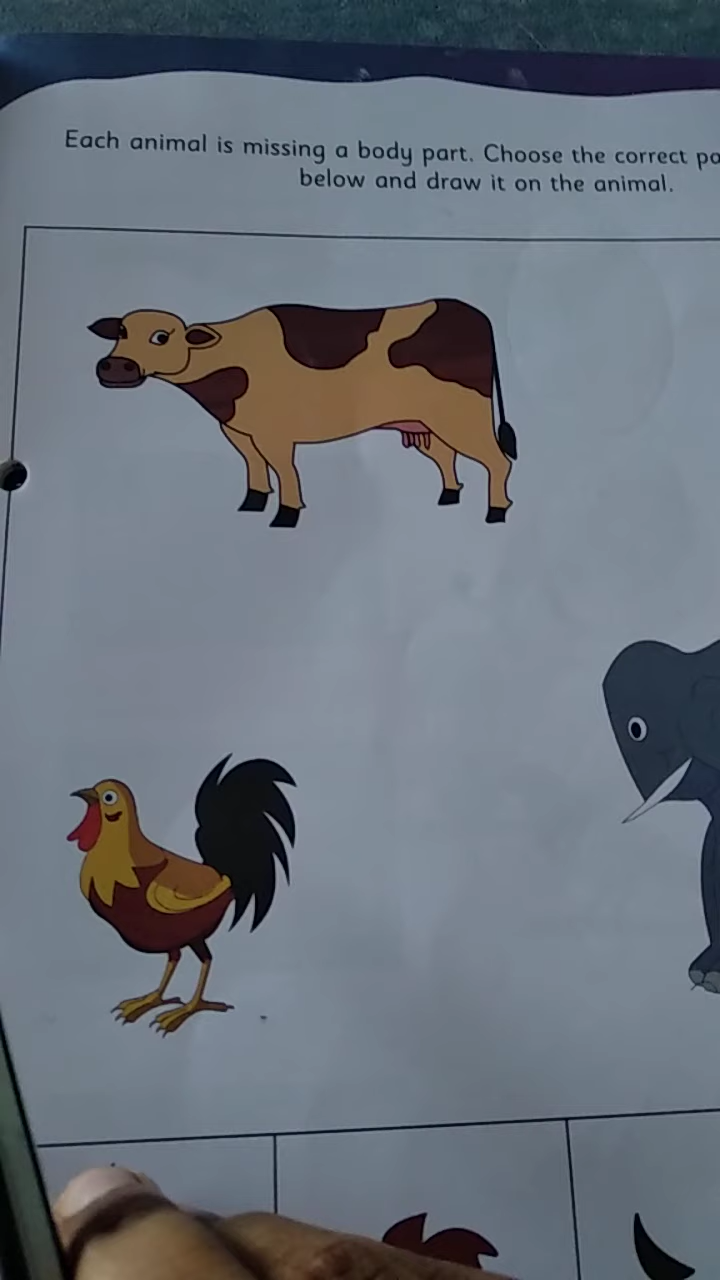 Each animal is missing a body part. Choose the correct
below and draw it on the animal.